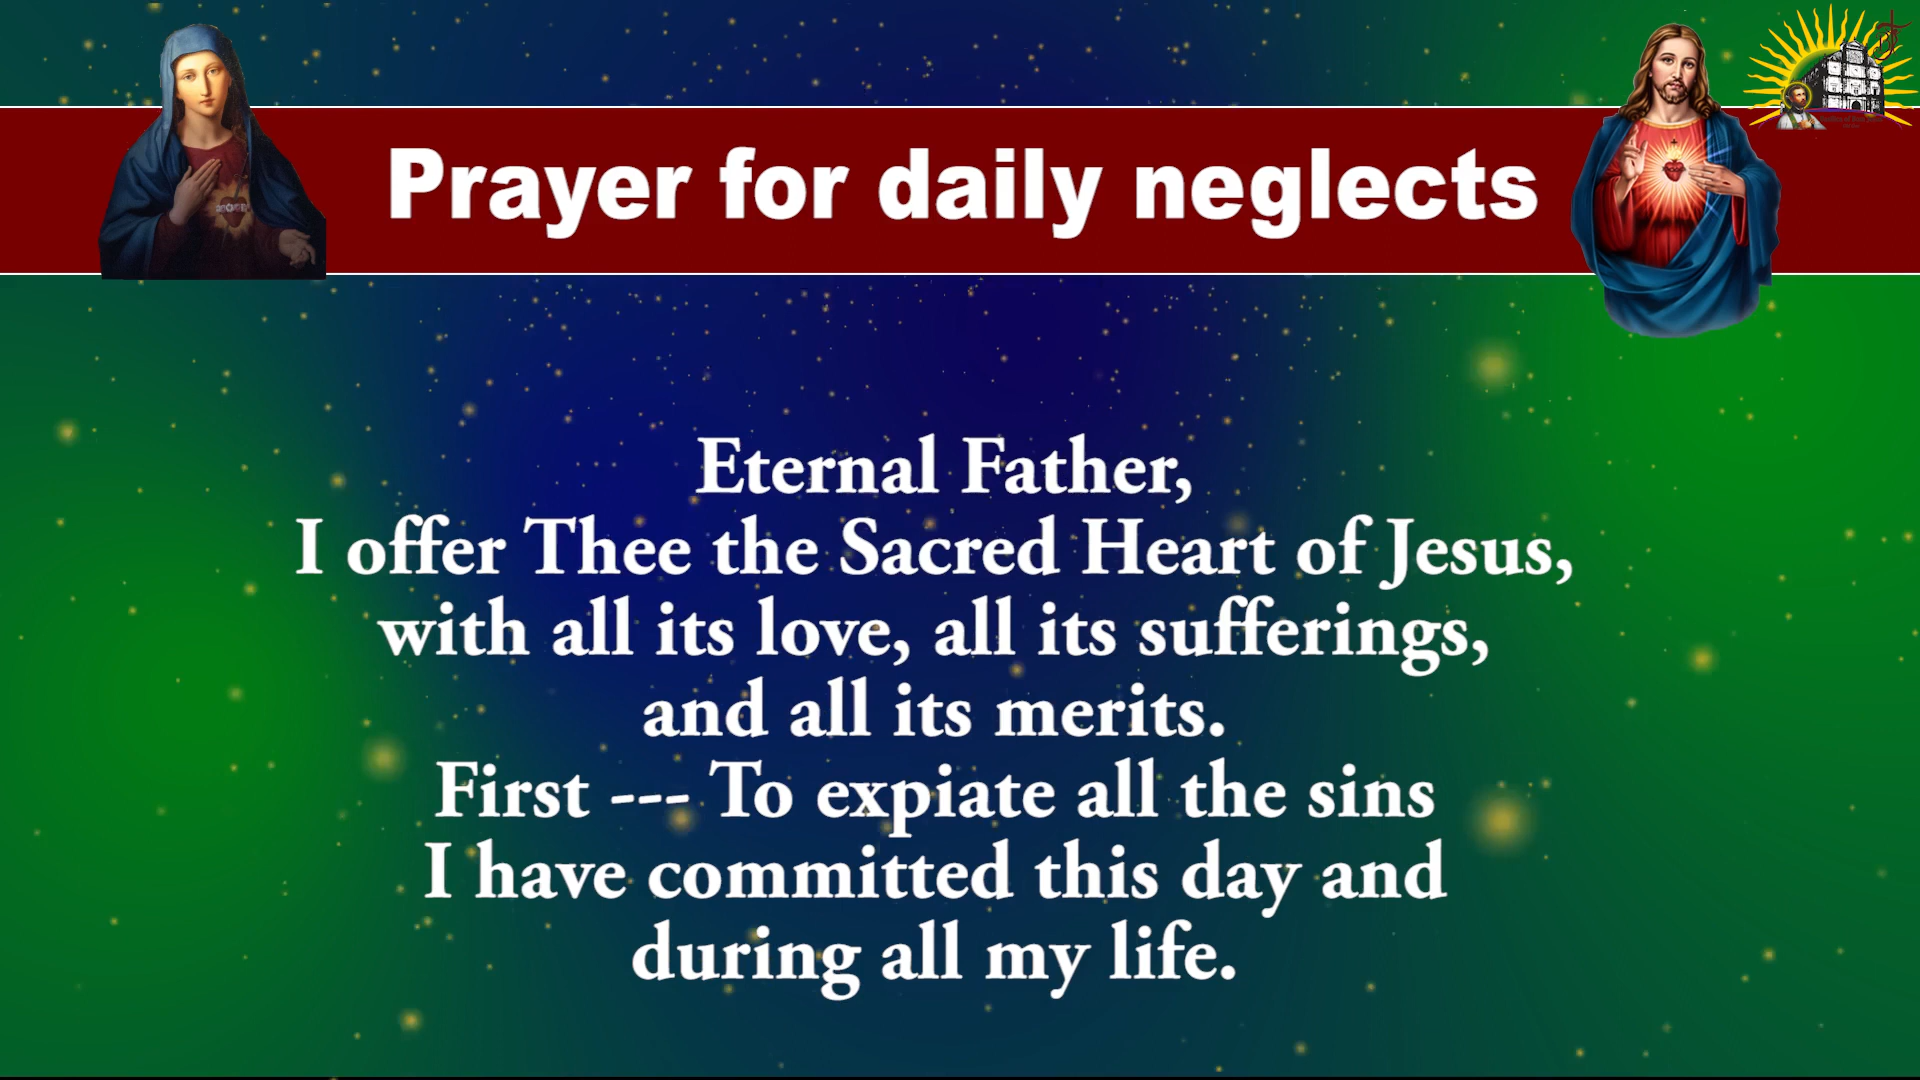 Prayer for daily neglects
Eternal Father,
I offer Thee the Sacred Heart of Jesus,
with all its love, all its sufferings,
and all its merits.
First --- To expiate all the sins
I have committed this day and
during all my life.